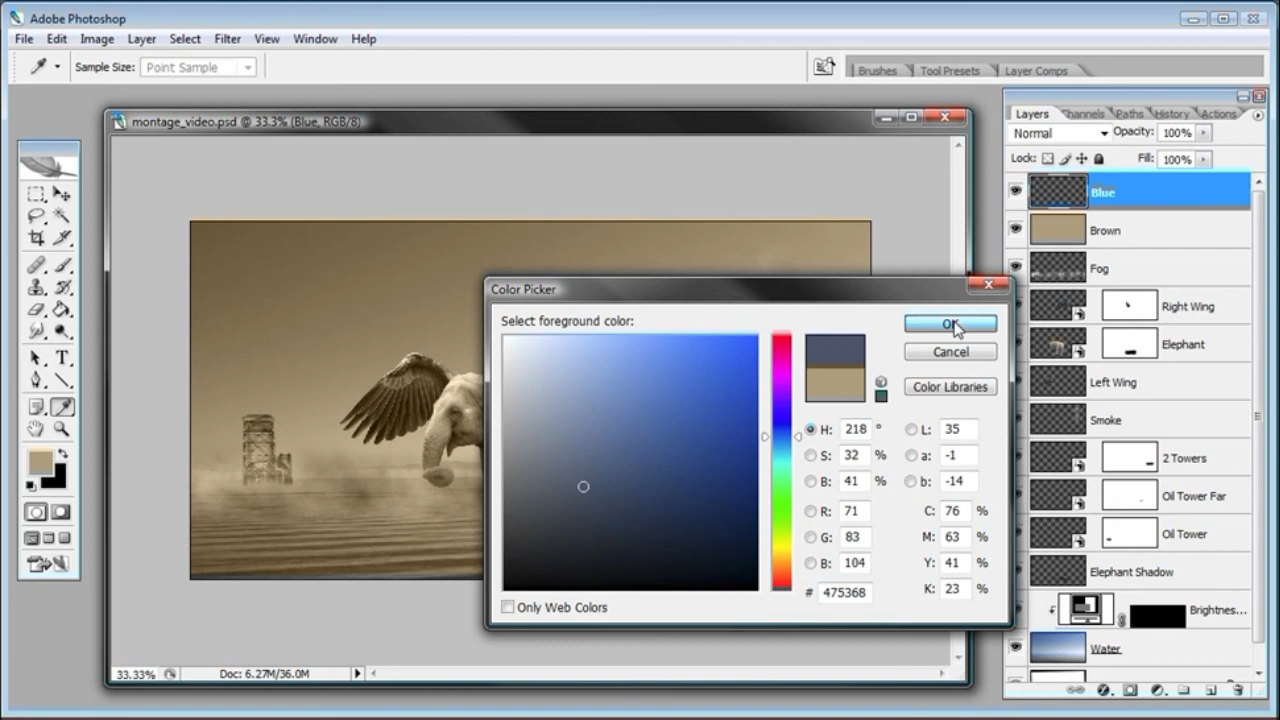 Adobe Photoshop
File Edit Image Layer Select Filter View Window Help
Sample Size: Point Sample
Brushes Tool Presets Layer Comps
montage_video.psd @ 33.3% (Blue, RGB/8)
Layers Channels Paths History Actions
Normal Opacity: 100%
Lock: Fill: 100%
Blue
Brown
Fog
Right Wing
Elephant
Left Wing
Smoke
2 Towers
Oil Tower Far
Oil Tower
Elephant Shadow
Brightnes...
Water
Color Picker
Select foreground color:
OK
Cancel
Color Libraries
H: 218 ° L: 35
S: 32 % a: -1
B: 41 % b: -14
R: 71 C: 76 %
G: 83 M: 63 %
B: 104 Y: 41 %
# 475368 K: 23 %
Only Web Colors
33.33% Doc: 6.27M/36.0M